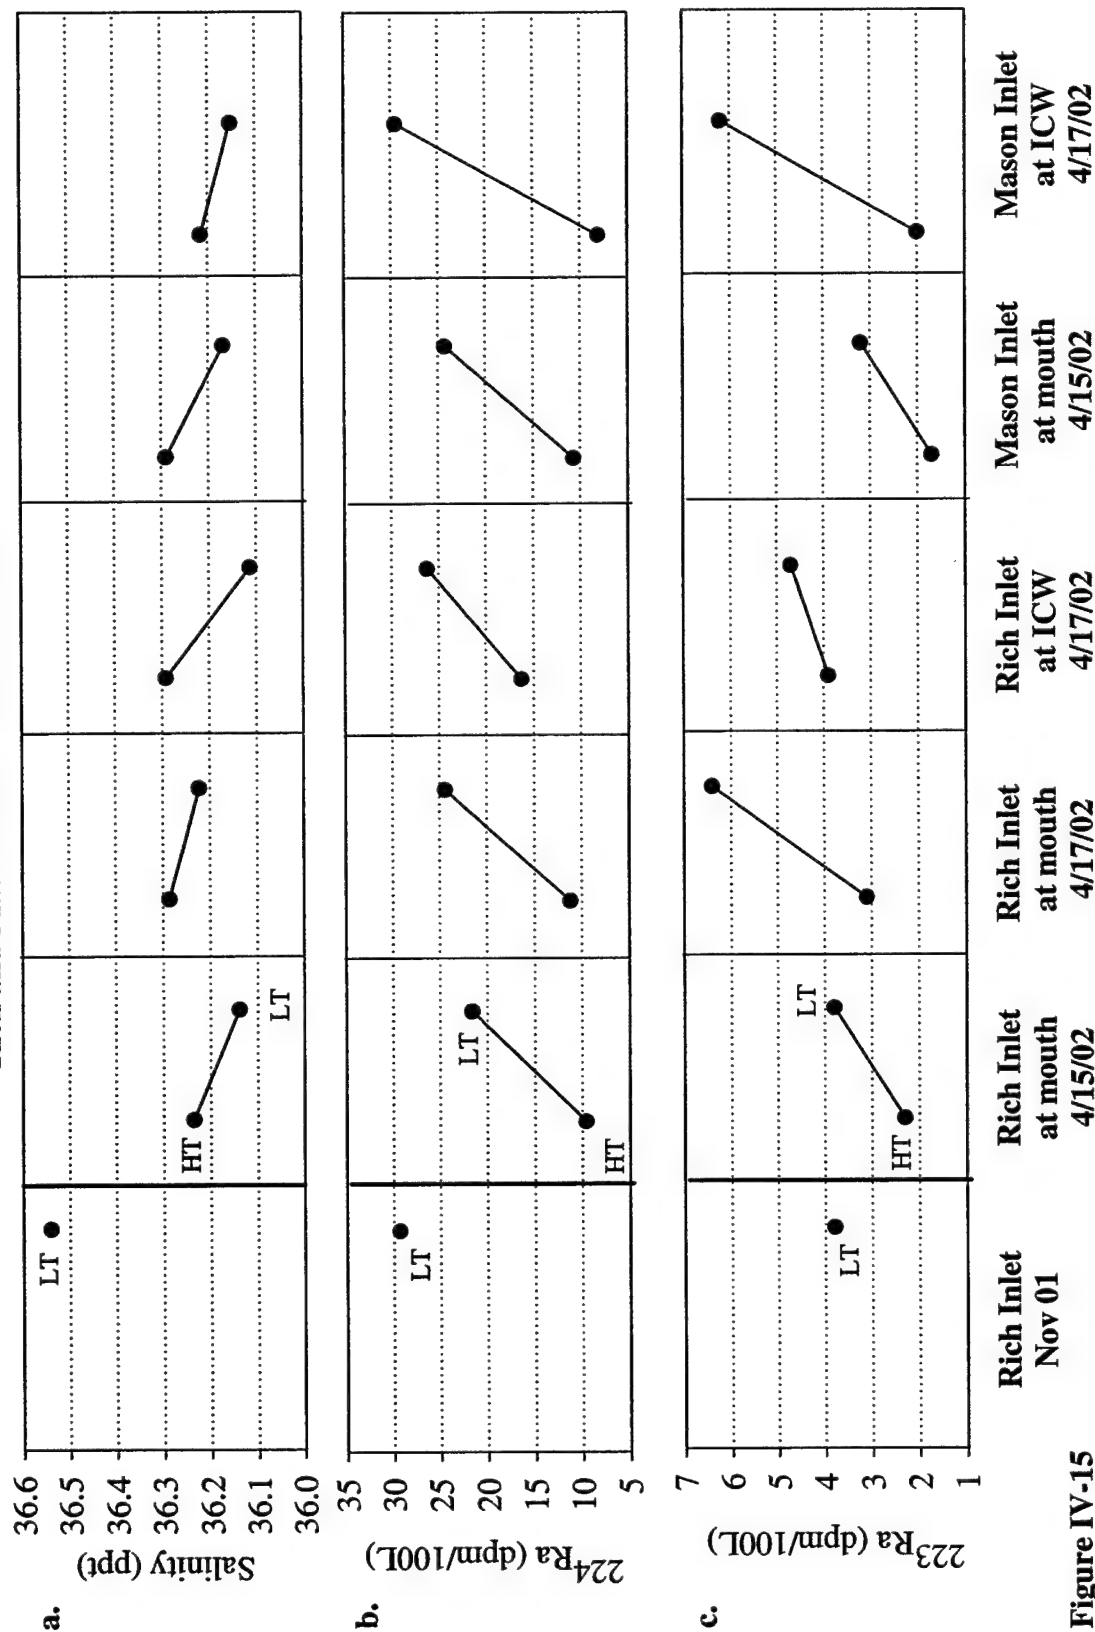 a.
Salinity (ppt)
36.6
36.5
36.4
36.3
36.2
36.1
36.0
LT
HT
LT
b.
224Ra (dpm/100L)
35
30
25
20
15
10
5
LT
HT
LT
c.
223Ra (dpm/100L)
7
6
5
4
3
2
1
LT
HT
LT
Rich Inlet
Nov 01
Rich Inlet
at mouth
4/15/02
Rich Inlet
at mouth
4/17/02
Rich Inlet
at ICW
4/17/02
Mason Inlet
at mouth
4/15/02
Mason Inlet
at ICW
4/17/02
Figure IV-15